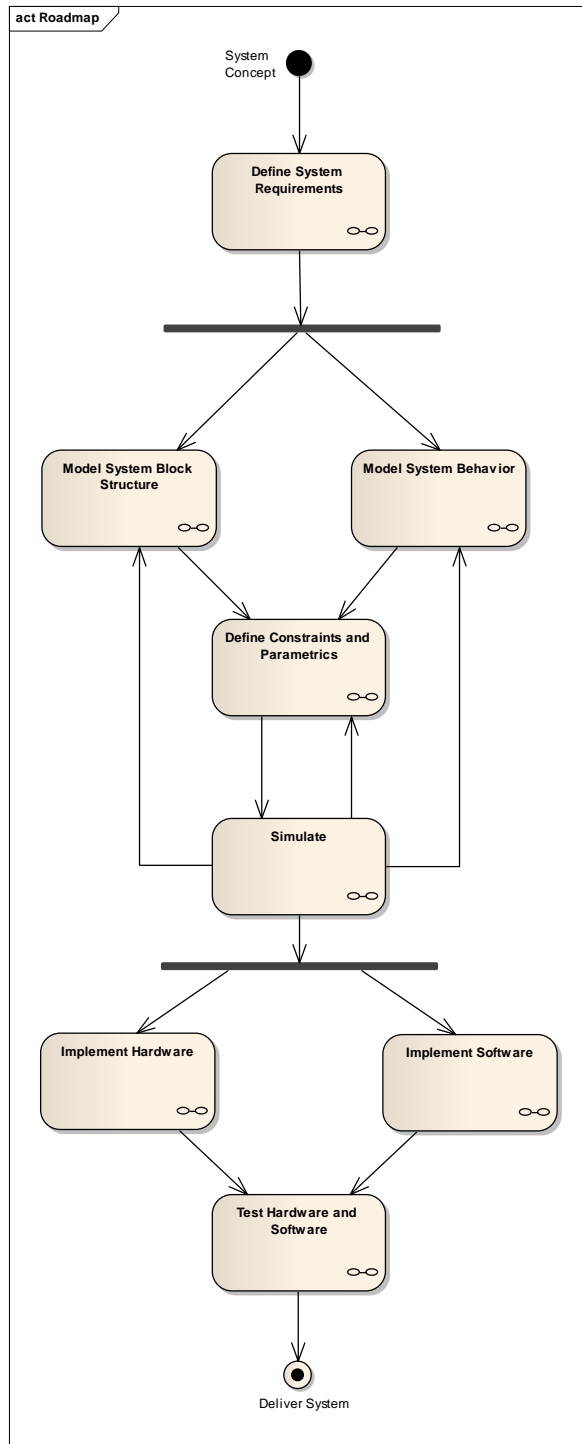 act Roadmap
System
Concept
Define System
Requirements
Model System Block
Structure
Model System Behavior
Define Constraints and
Parametrics
Simulate
Implement Hardware
Implement Software
Test Hardware and
Software
Deliver System